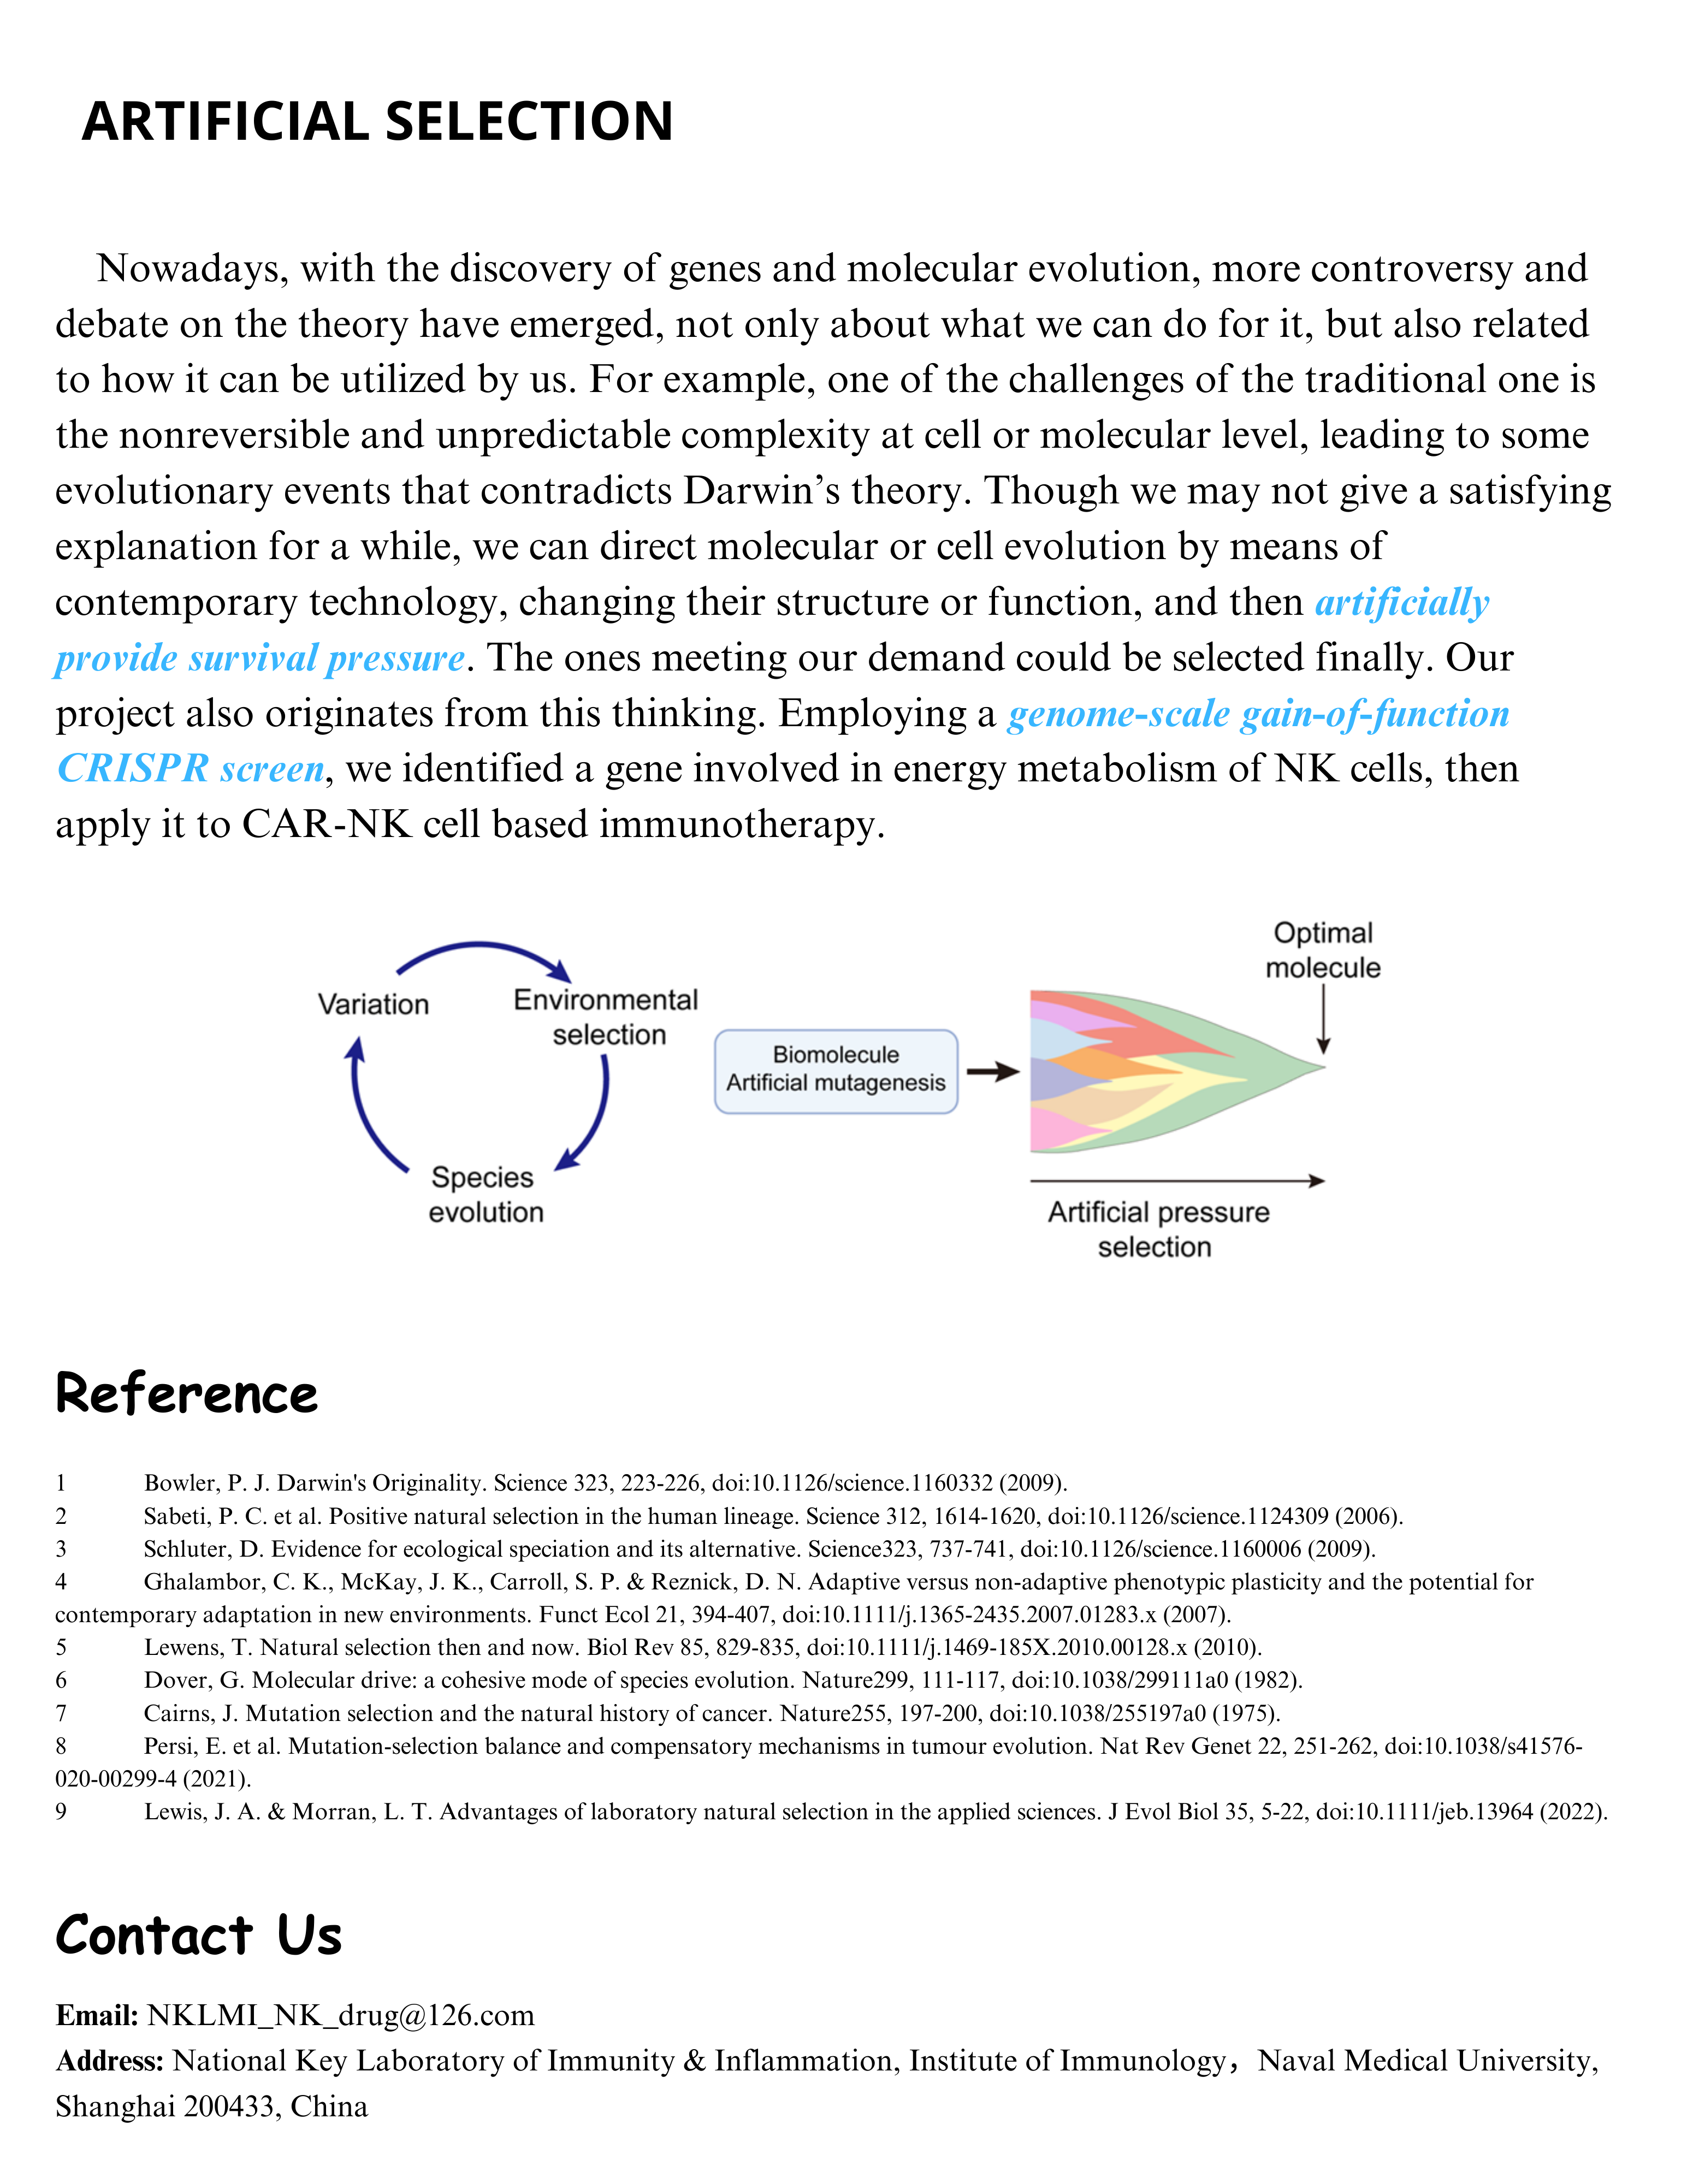 ARTIFICIAL SELECTION
Nowadays, with the discovery of genes and molecular evolution, more controversy and
debate on the theory have emerged, not only about what we can do for it, but also related
to how it can be utilized by us. For example, one of the challenges of the traditional one is
the nonreversible and unpredictable complexity at cell or molecular level, leading to some
evolutionary events that contradicts Darwin’s theory. Though we may not give a satisfying
explanation for a while, we can direct molecular or cell evolution by means of
contemporary technology, changing their structure or function, and then artificially
provide survival pressure. The ones meeting our demand could be selected finally. Our
project also originates from this thinking. Employing a genome-scale gain-of-function
CRISPR screen, we identified a gene involved in energy metabolism of NK cells, then
apply it to CAR-NK cell based immunotherapy.
Variation
Environmental
selection
Species
evolution
Biomolecule
Artificial mutagenesis
Optimal
molecule
Artificial pressure
selection
Reference
1 Bowler, P. J. Darwin's Originality. Science 323, 223-226, doi:10.1126/science.1160332 (2009).
2 Sabeti, P. C. et al. Positive natural selection in the human lineage. Science 312, 1614-1620, doi:10.1126/science.1124309 (2006).
3 Schluter, D. Evidence for ecological speciation and its alternative. Science323, 737-741, doi:10.1126/science.1160006 (2009).
4 Ghalambor, C. K., McKay, J. K., Carroll, S. P. & Reznick, D. N. Adaptive versus non-adaptive phenotypic plasticity and the potential for
contemporary adaptation in new environments. Funct Ecol 21, 394-407, doi:10.1111/j.1365-2435.2007.01283.x (2007).
5 Lewens, T. Natural selection then and now. Biol Rev 85, 829-835, doi:10.1111/j.1469-185X.2010.00128.x (2010).
6 Dover, G. Molecular drive: a cohesive mode of species evolution. Nature299, 111-117, doi:10.1038/299111a0 (1982).
7 Cairns, J. Mutation selection and the natural history of cancer. Nature255, 197-200, doi:10.1038/255197a0 (1975).
8 Persi, E. et al. Mutation-selection balance and compensatory mechanisms in tumour evolution. Nat Rev Genet 22, 251-262, doi:10.1038/s41576-
020-00299-4 (2021).
9 Lewis, J. A. & Morran, L. T. Advantages of laboratory natural selection in the applied sciences. J Evol Biol 35, 5-22, doi:10.1111/jeb.13964 (2022).
Contact Us
Email: NKLMI_NK_drug@126.com
Address: National Key Laboratory of Immunity & Inflammation, Institute of Immunology，Naval Medical University,
Shanghai 200433, China